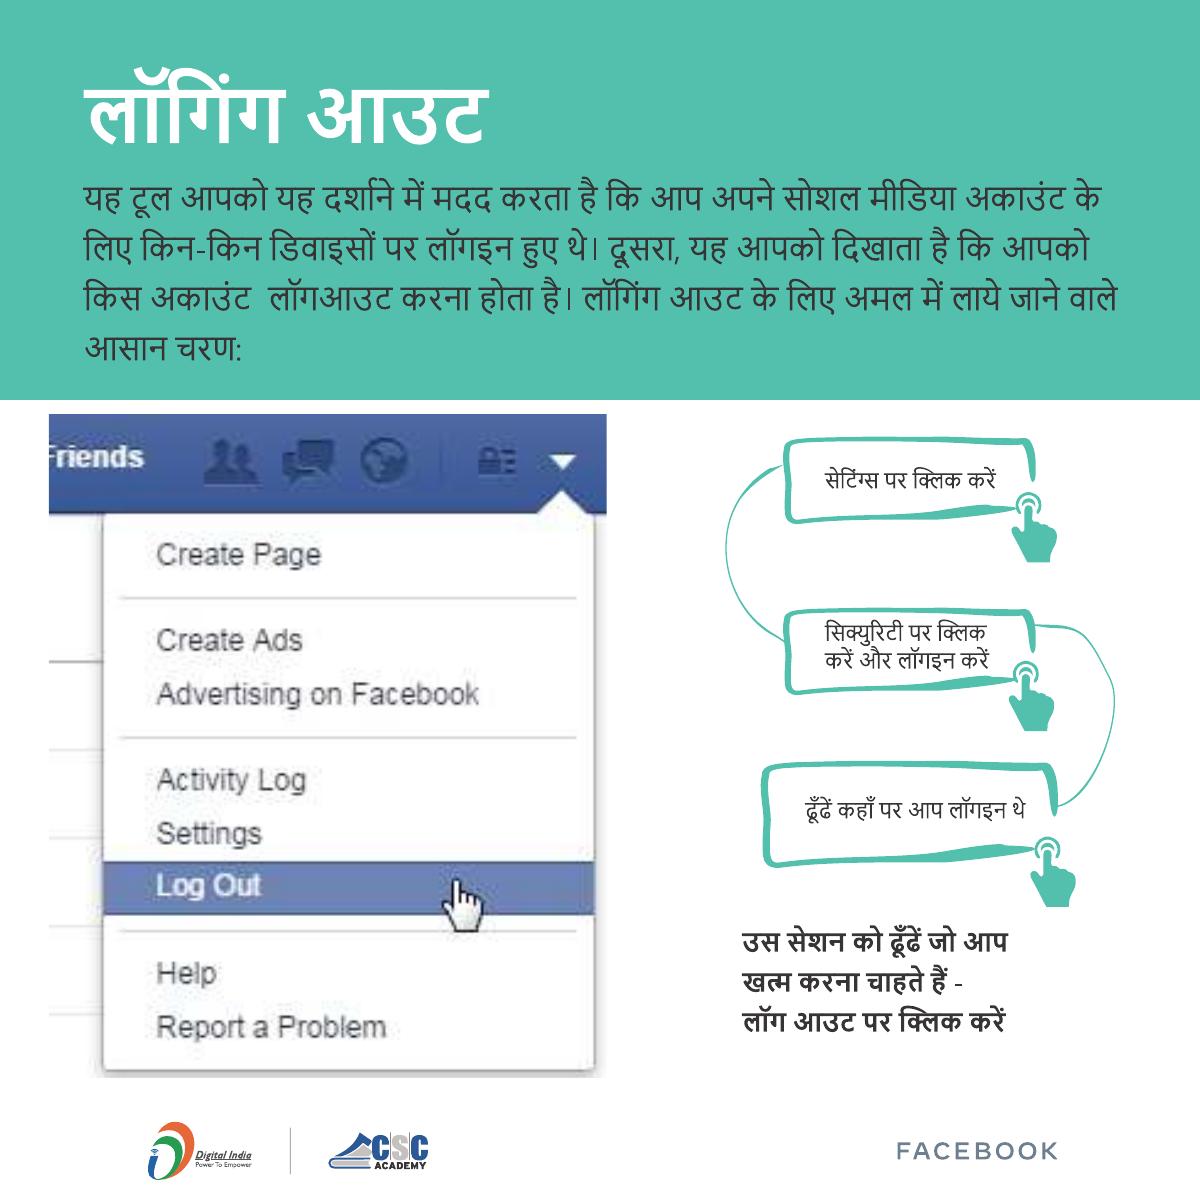 लॉगिंग आउट
यह टूल आपको यह दर्शाने में मदद करता है कि आप अपने सोशल मीडिया अकाउंट के
लिए किन-किन डिवाइसों पर लॉगइन हुए थे। दूसरा, यह आपको दिखाता है कि आपको
किस अकाउंट लॉगआउट करना होता है। लॉगिंग आउट के लिए अमल में लाये जाने वाले
आसान चरण:
Friends
Create Page
Create Ads
Advertising on Facebook
Activity Log
Settings
Log Out
Help
Report a Problem
सेटिंग्स पर क्लिक करें
सिक्युरिटी पर क्लिक
करें और लॉगइन करें
ढूँढें कहाँ पर आप लॉगइन थे
उस सेशन को ढूँढें जो आप
खत्म करना चाहते हैं -
लॉग आउट पर क्लिक करें
Digital India
Power To Empower
CSC
ACADEMY
FACEBOOK